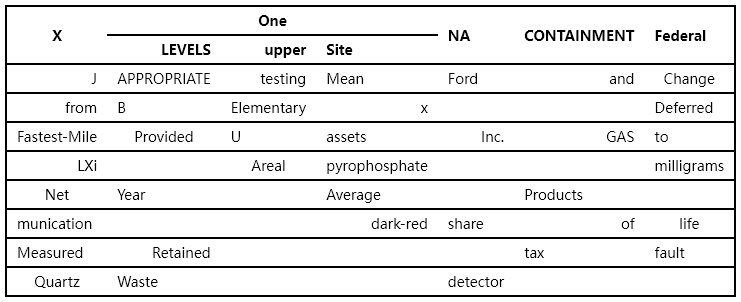 One
X NA CONTAINMENT Federal
LEVELS upper Site
J APPROPRIATE testing Mean Ford and Change
from B Elementary x Deferred
Fastest-Mile Provided U assets Inc. GAS to
LXi Areal pyrophosphate milligrams
Net Year Average Products
munication dark-red share of life
Measured Retained tax fault
Quartz Waste detector